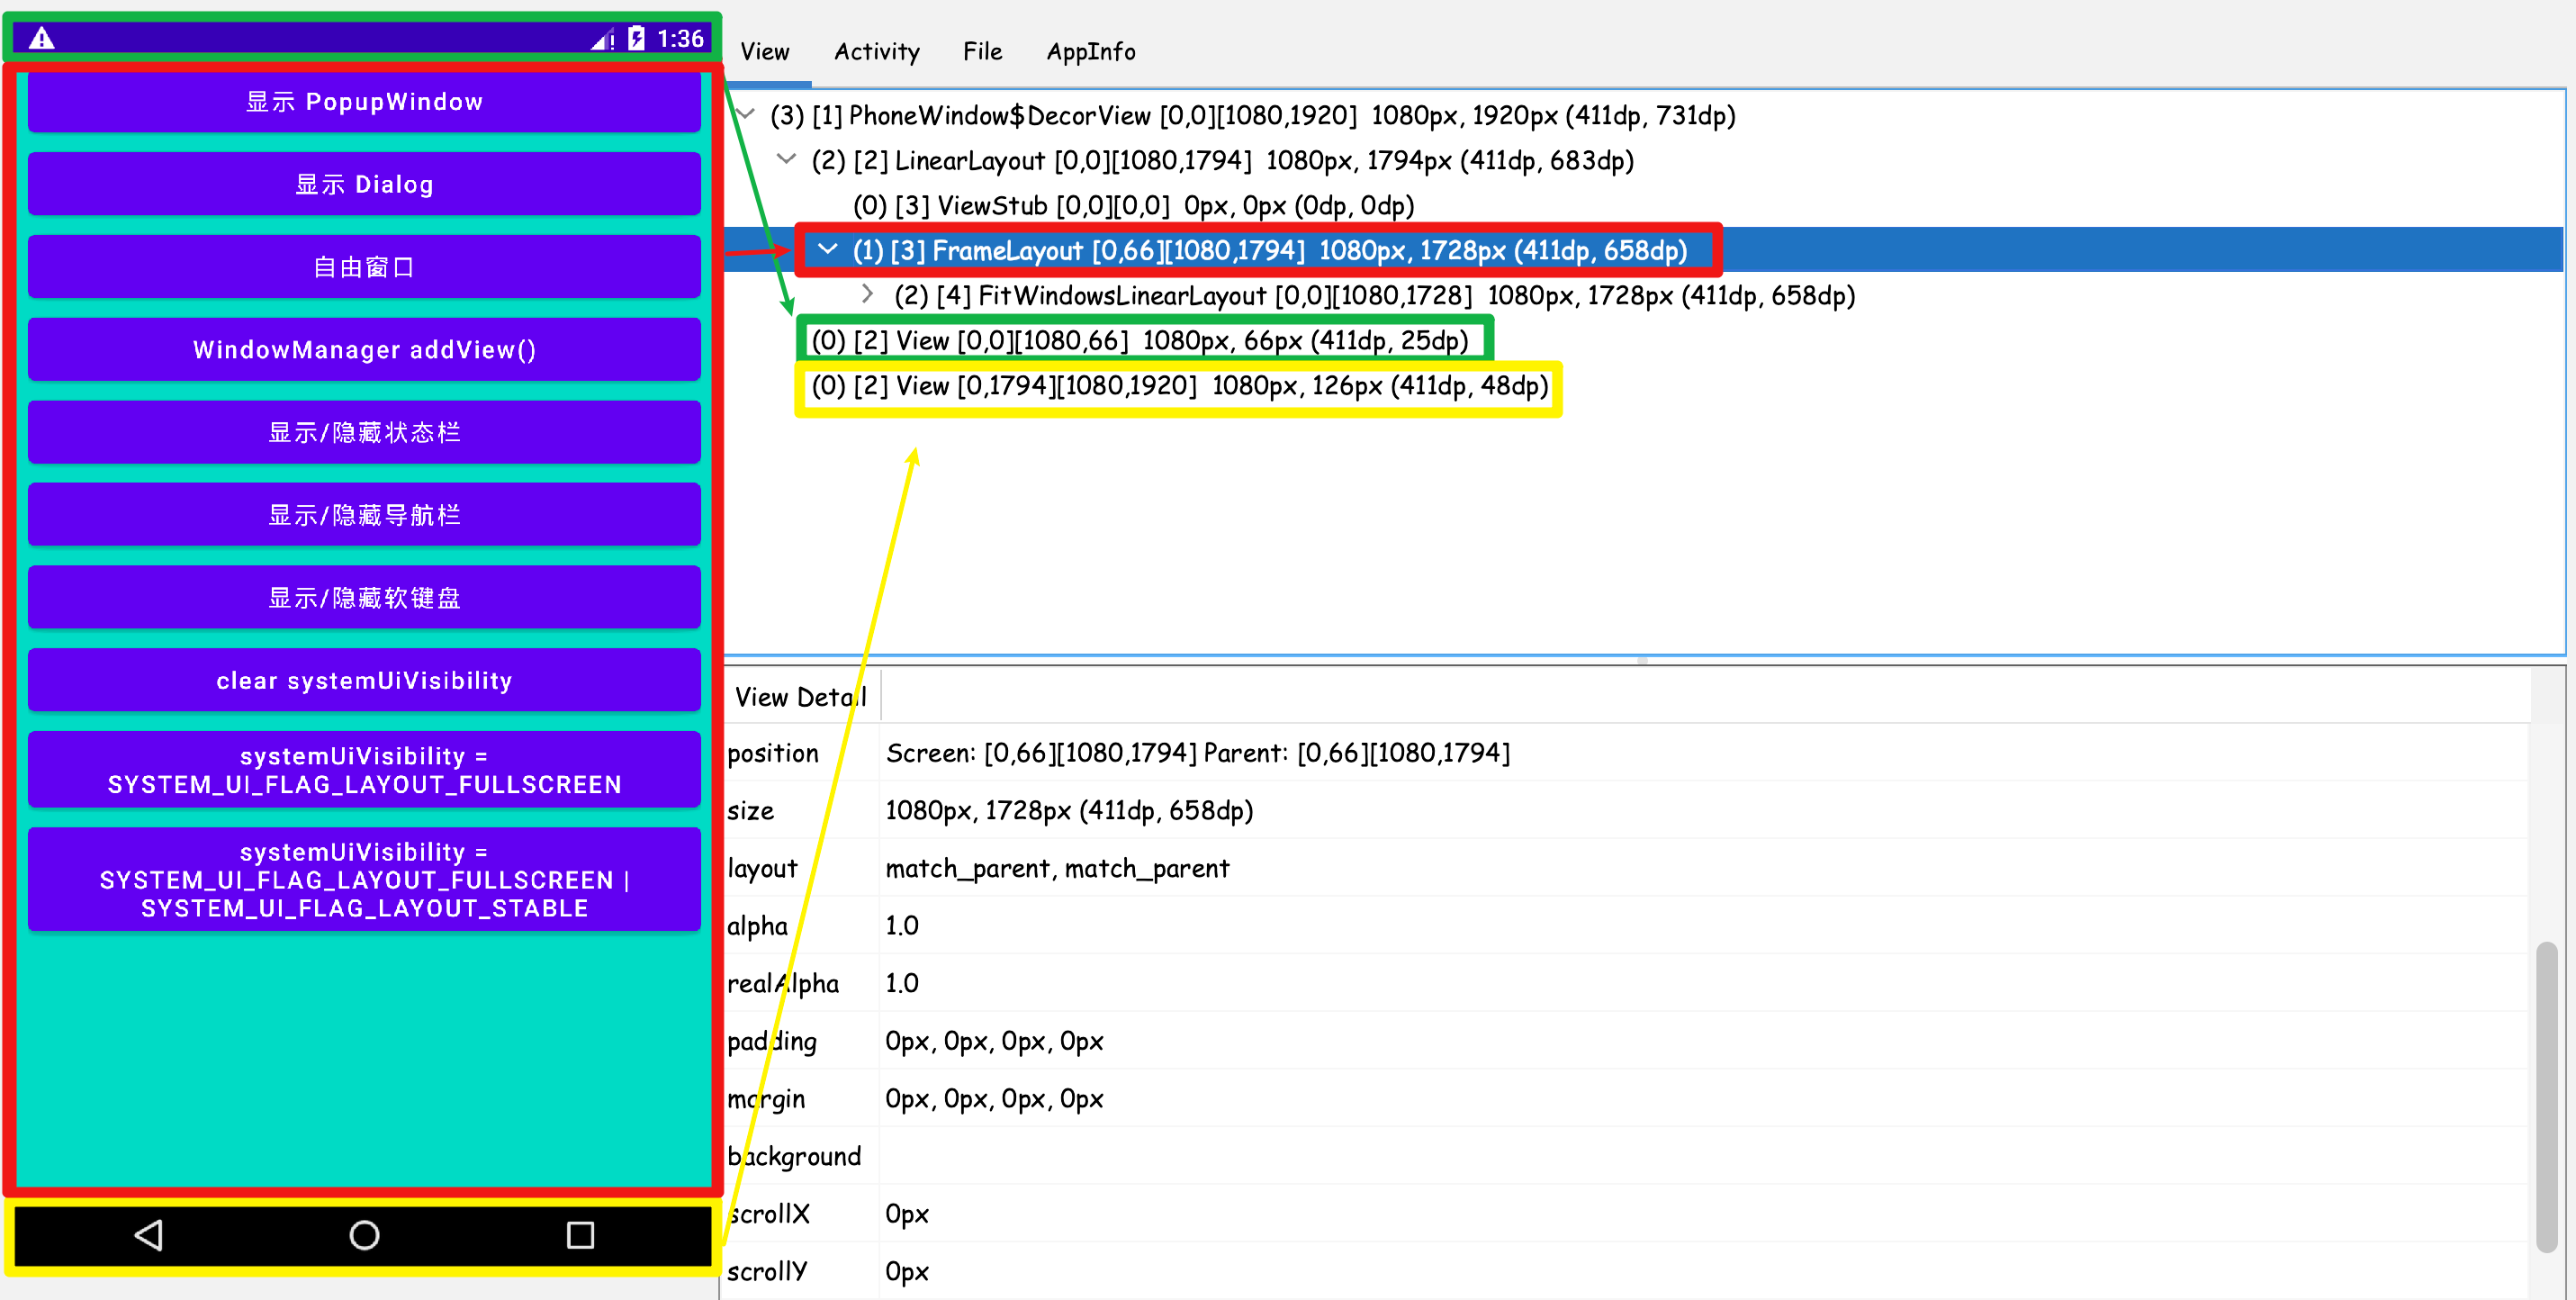 1:36
显示 PopupWindow
显示 Dialog
自由窗口
WindowManager addView()
显示/隐藏状态栏
显示/隐藏导航栏
显示/隐藏软键盘
clear systemUiVisibility
systemUiVisibility =
SYSTEM_UI_FLAG_LAYOUT_FULLSCREEN
systemUiVisibility =
SYSTEM_UI_FLAG_LAYOUT_FULLSCREEN |
SYSTEM_UI_FLAG_LAYOUT_STABLE
View Activity File AppInfo
(3) [1] PhoneWindow$DecorView [0,0][1080,1920] 1080px, 1920px (411dp, 731dp)
(2) [2] LinearLayout [0,0][1080,1794] 1080px, 1794px (411dp, 683dp)
(0) [3] ViewStub [0,0][0,0] 0px, 0px (0dp, 0dp)
(1) [3] FrameLayout [0,66][1080,1794] 1080px, 1728px (411dp, 658dp)
(2) [4] FitWindowsLinearLayout [0,0][1080,1728] 1080px, 1728px (411dp, 658dp)
(0) [2] View [0,0][1080,66] 1080px, 66px (411dp, 25dp)
(0) [2] View [0,1794][1080,1920] 1080px, 126px (411dp, 48dp)
View Detail
position Screen: [0,66][1080,1794] Parent: [0,66][1080,1794]
size 1080px, 1728px (411dp, 658dp)
layout match_parent, match_parent
alpha 1.0
realAlpha 1.0
padding 0px, 0px, 0px, 0px
margin 0px, 0px, 0px, 0px
background
scrollX 0px
scrollY 0px